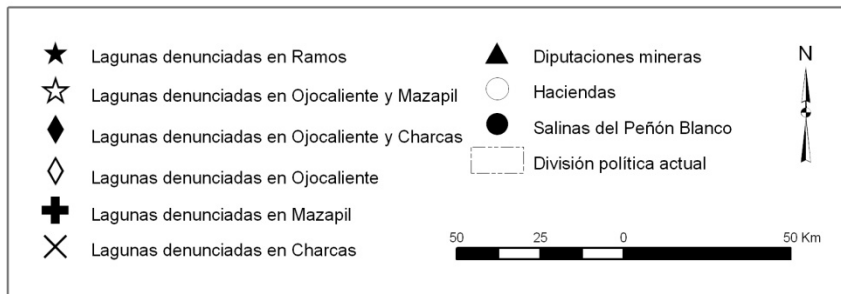 Lagunas denunciadas en Ramos
Lagunas denunciadas en Ojocaliente y Mazapil
Lagunas denunciadas en Ojocaliente y Charcas
Lagunas denunciadas en Ojocaliente
Lagunas denunciadas en Mazapil
Lagunas denunciadas en Charcas
Diputaciones mineras
Haciendas
Salinas del Peñón Blanco
División política actual
N
50 25 0 50 Km